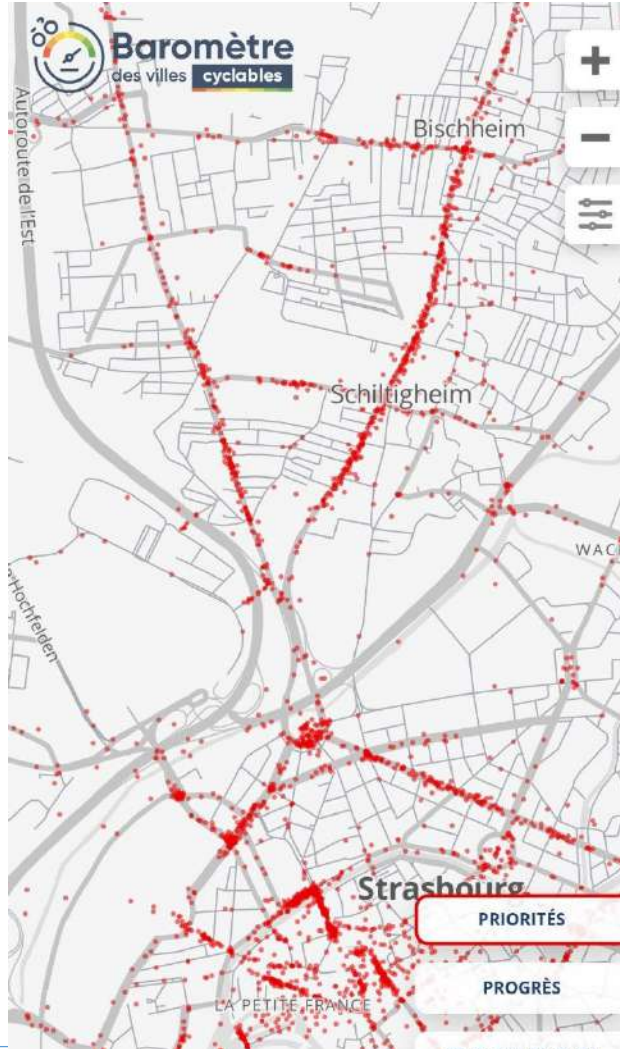 Baromètre
des villes cyclables
Autoroute de l'Est
Bischheim
Schiltigheim
WAC
Hochfelden
Strasbourg
PRIORITÉS
LA PETITE FRANCE
PROGRÈS